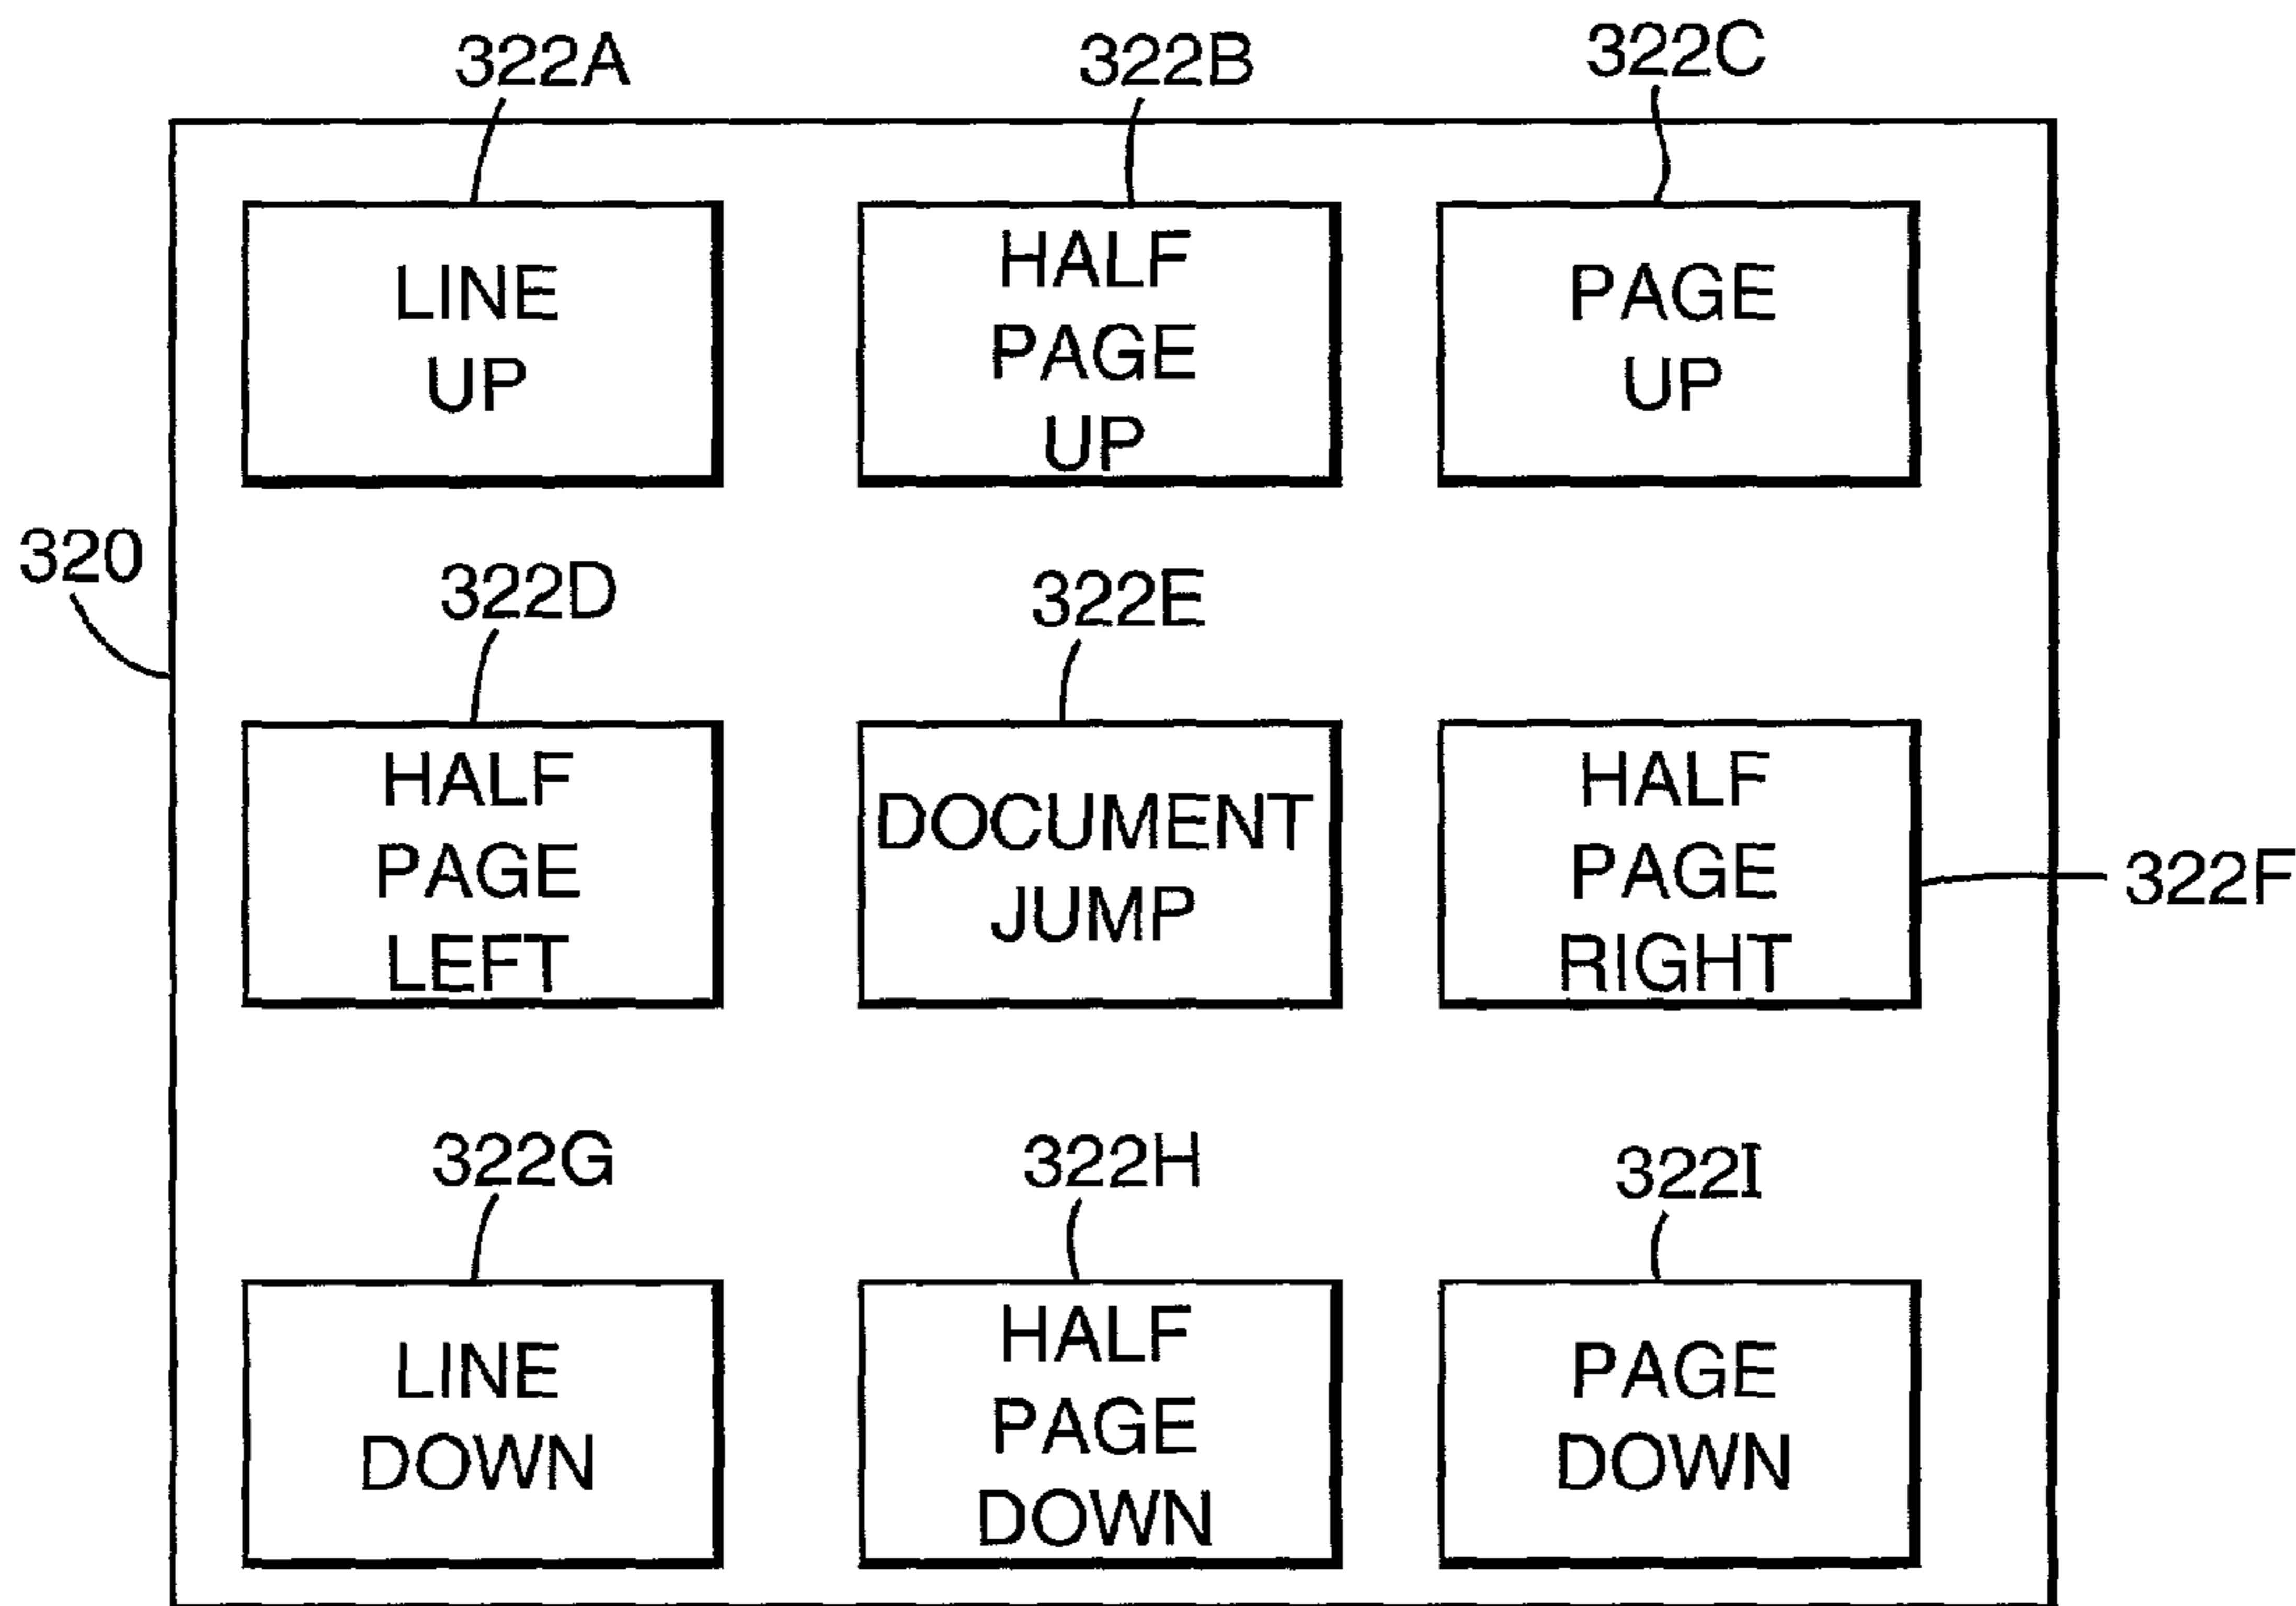 322A
322B
322C
LINE
UP
HALF
PAGE
UP
PAGE
UP
320
322D
322E
HALF
PAGE
LEFT
DOCUMENT
JUMP
HALF
PAGE
RIGHT
322F
322G
322H
322I
LINE
DOWN
HALF
PAGE
DOWN
PAGE
DOWN